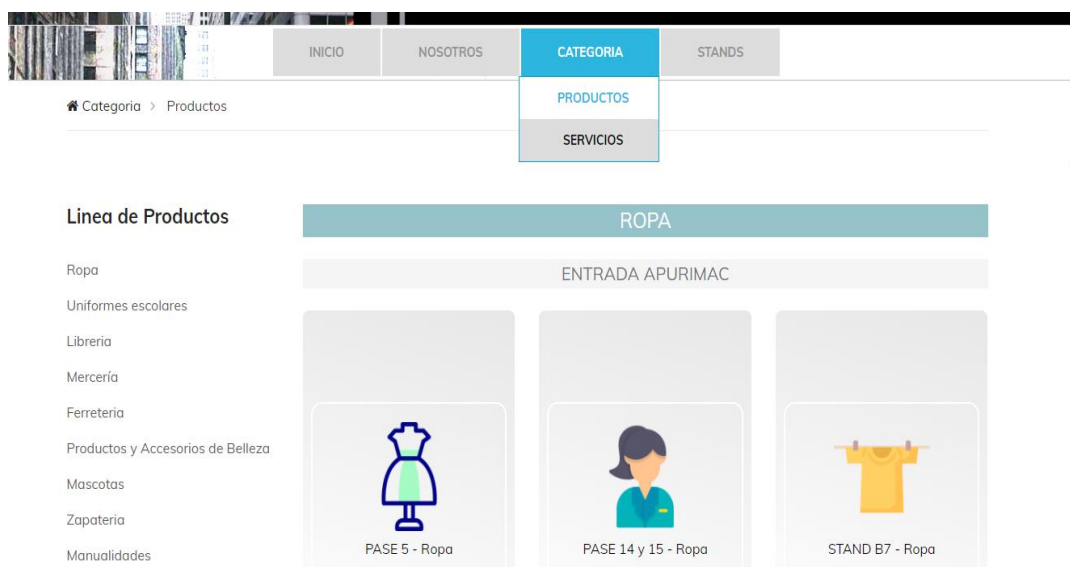 INICIO NOSOTROS CATEGORIA STANDS
Categoria > Productos
PRODUCTOS
SERVICIOS
Linea de Productos
Ropa
Uniformes escolares
Libreria
Mercería
Ferreteria
Productos y Accesorios de Belleza
Mascotas
Zapateria
Manualidades
ROPA
ENTRADA APURIMAC
PASE 5 - Ropa
PASE 14 y 15 - Ropa
STAND B7 - Ropa